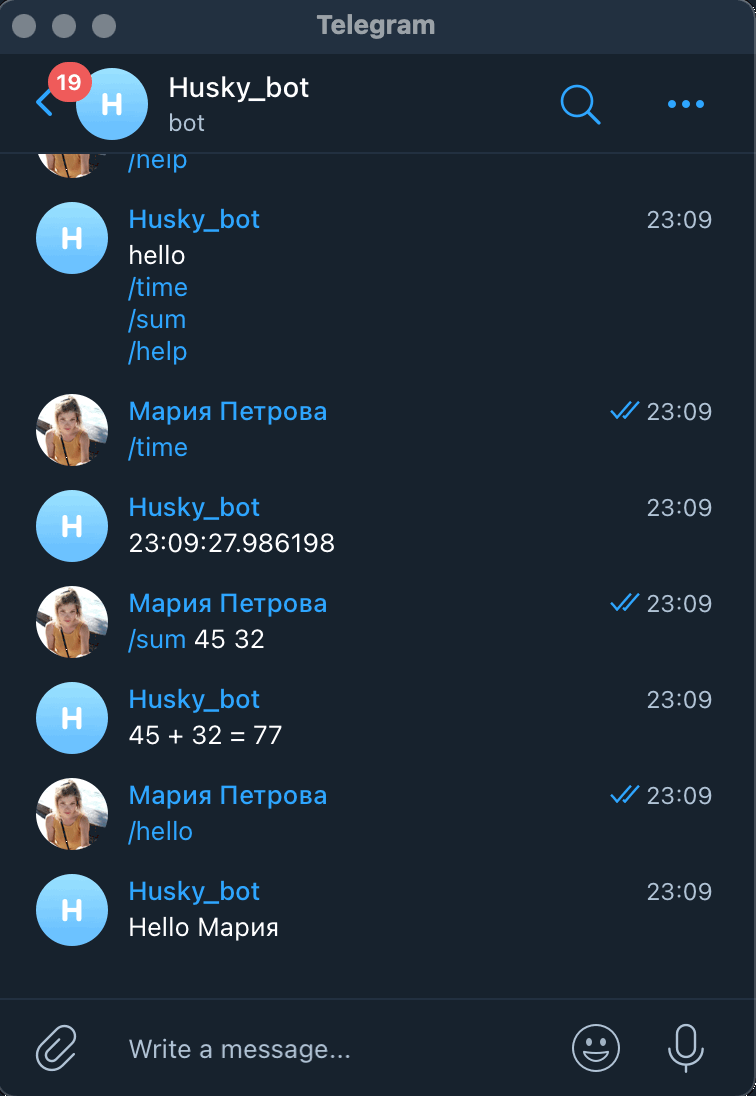 Telegram
19
H
Husky_bot
bot
/help
H
Husky_bot
23:09
hello
/time
/sum
/help
Мария Петрова
23:09
/time
H
Husky_bot
23:09
23:09:27.986198
Мария Петрова
23:09
/sum 45 32
H
Husky_bot
23:09
45 + 32 = 77
Мария Петрова
23:09
/hello
H
Husky_bot
23:09
Hello Мария
Write a message...